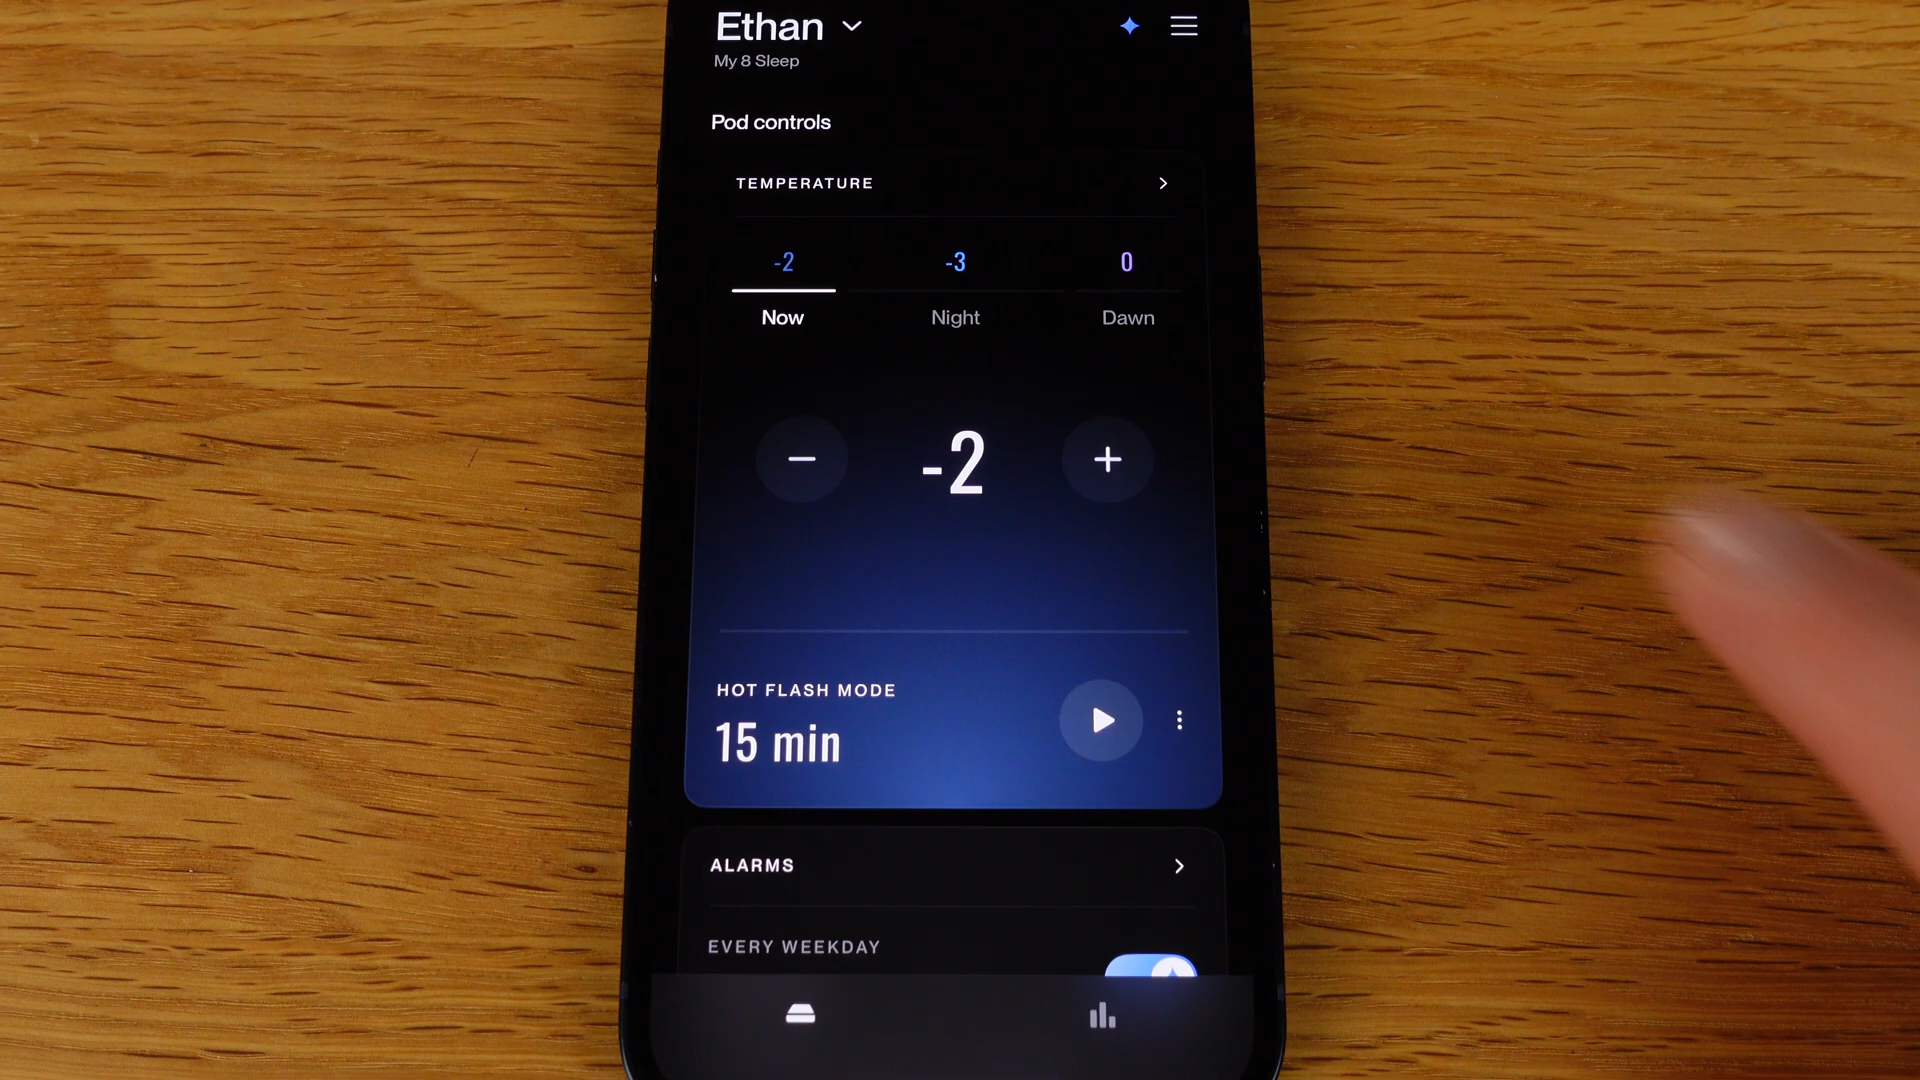 Ethan
My 8 Sleep
Pod controls
TEMPERATURE
-2 -3 0
Now Night Dawn
-2
HOT FLASH MODE
15 min
ALARMS
EVERY WEEKDAY